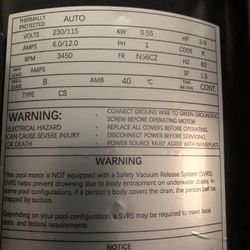 THERMALLY PROTECTED AUTO
VOLTS 230/115 KW 0.55 HP 3/4
AMPS 6.0/12.0 PH 1 CODE K
RPM 3450 FR N56CZ HZ 60
MAX LOAD AMPS SF 1.5
INSUL CLASS B AMB 40 °C TIME RATING CONT.
TYPE CS
WARNING: - CONNECT GROUND WIRE TO GREEN GROUNDING
SCREW BEFORE OPERATING MOTOR.
ELECTRICAL HAZARD - REPLACE ALL COVERS BEFORE OPERATING.
CAN CAUSE SEVERE INJURY - DISCONNECT POWER BEFORE SERVICING.
OR DEATH - POWER SOURCE MUST AGREE WITH NAMEPLATE
WARNING
This pool motor is NOT equipped with a Safety Vacuum Release System (SVRS).
SVRS helps prevent drowning due to body entrapment on underwater drains. In
some pool configurations, if a person's body covers the drain, the person can be
trapped by suction.
Depending on your pool configuration, a SVRS may be required to meet local,
state, and federal requirements.
NOTICE